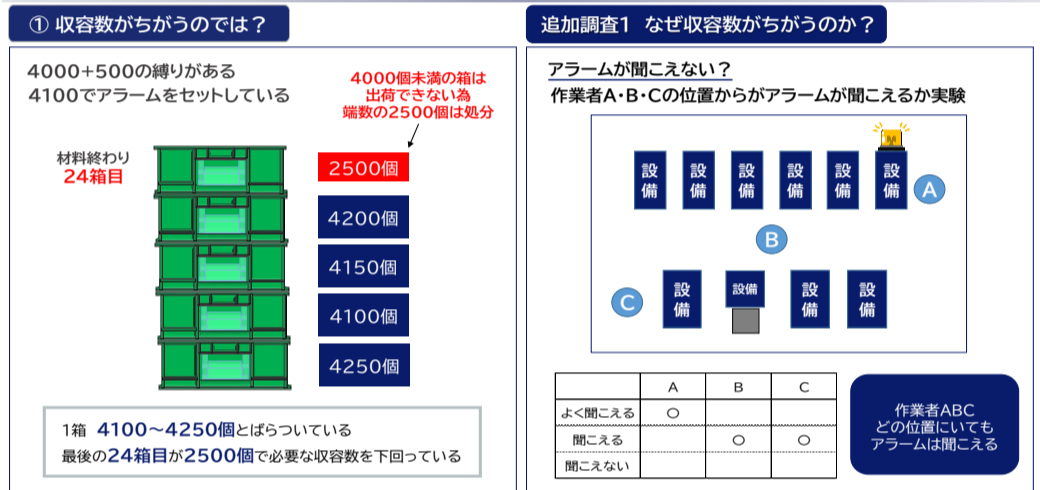 ① 収容数がちがうのでは？
4000+500の縛りがある
4100でアラームをセットしている
4000個未満の箱は
出荷できない為
端数の2500個は処分
材料終わり
24箱目
2500個
4200個
4150個
4100個
4250個
1箱 4100～4250個とばらついている
最後の24箱目が2500個で必要な収容数を下回っている
追加調査1 なぜ収容数がちがうのか？
アラームが聞こえない？
作業者A・B・Cの位置からがアラームが聞こえるか実験
設備 設備 設備 設備 設備 設備
A
B
C
設備 設備 設備 設備
A B C
よく聞こえる ○
聞こえる ○ ○
聞こえない
作業者ABC
どの位置にいても
アラームは聞こえる